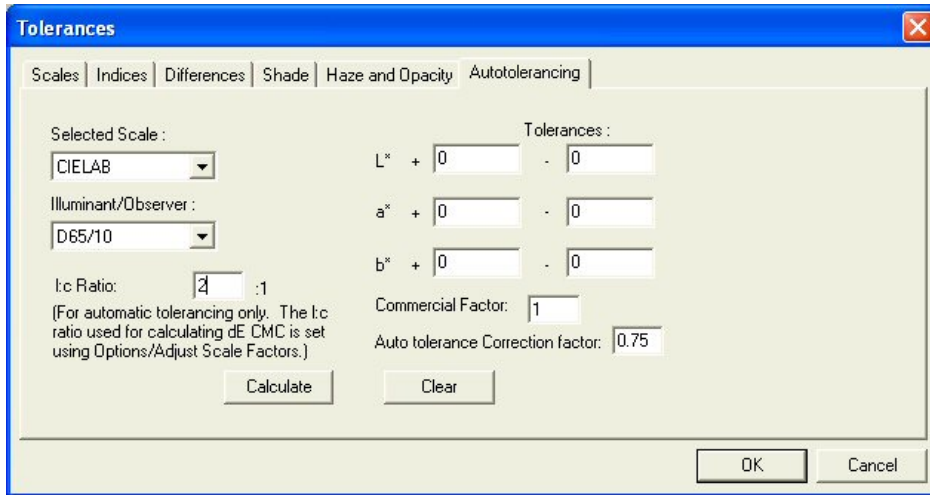 Tolerances
Scales Indices Differences Shade Haze and Opacity Autotolerancing
Selected Scale :
CIELAB
Illuminant/Observer :
D65/10
l:c Ratio: 2 :1
(For automatic tolerancing only. The l:c
ratio used for calculating dE CMC is set
using Options/Adjust Scale Factors.)
Tolerances :
L* + 0 - 0
a* + 0 - 0
b* + 0 - 0
Commercial Factor: 1
Auto tolerance Correction factor: 0.75
Calculate Clear
OK Cancel